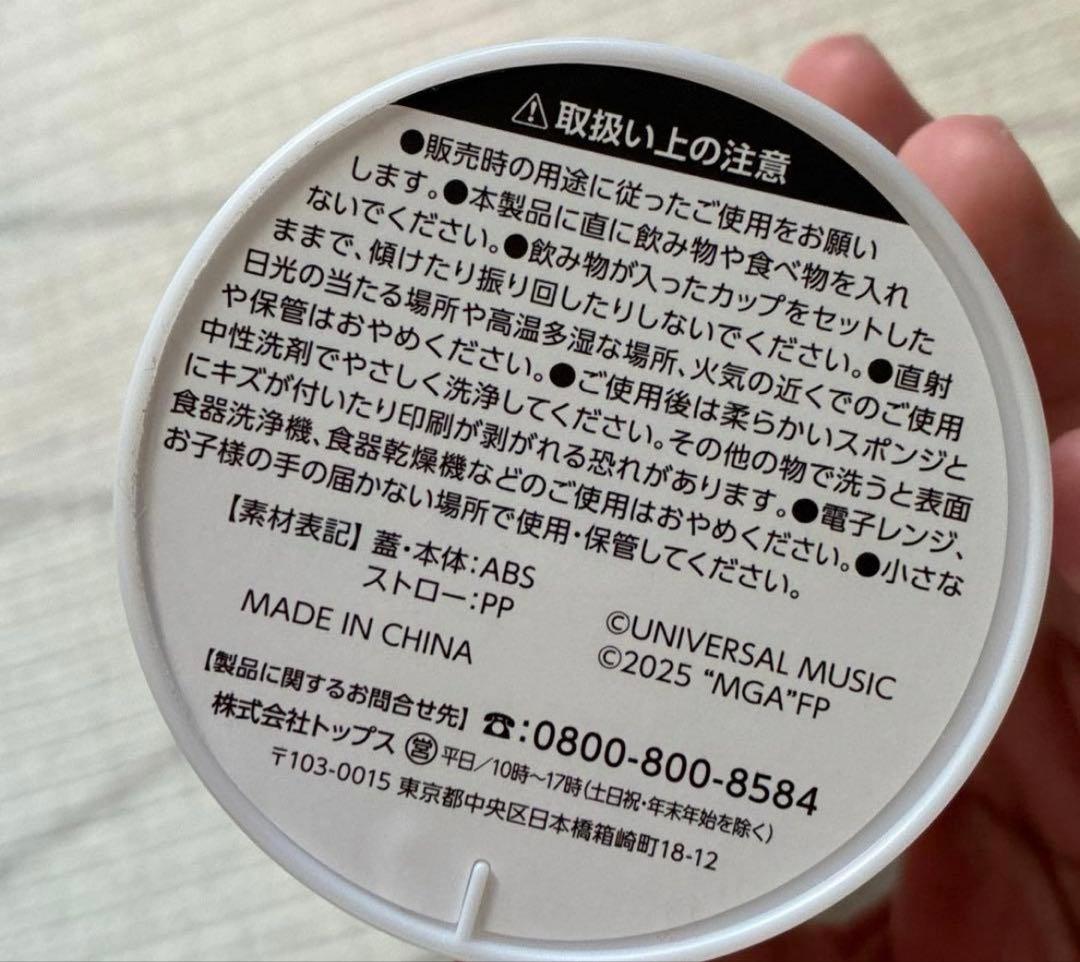 ⚠取扱い上の注意
●販売時の用途に従ったご使用をお願い
します。●本製品に直に飲み物や食べ物を入れ
ないでください。●飲み物が入ったカップをセットした
ままで、傾けたり振り回したりしないでください。●直射
日光の当たる場所や高温多湿な場所、火気の近くでのご使用
や保管はおやめください。●ご使用後は柔らかいスポンジと
中性洗剤でやさしく洗浄してください。その他の物で洗うと表面
にキズが付いたり印刷が剥がれる恐れがあります。●電子レンジ、
食器洗浄機、食器乾燥機などのご使用はおやめください。●小さな
お子様の手の届かない場所で使用・保管してください。
【素材表記】蓋・本体：ABS
ストロー：PP
MADE IN CHINA
©UNIVERSAL MUSIC
©2025 “MGA”FP
【製品に関するお問合せ先】☎：0800-800-8584
株式会社トップス ㊂営 平日／10時～17時（土日祝・年末年始を除く）
〒103-0015 東京都中央区日本橋箱崎町18-12